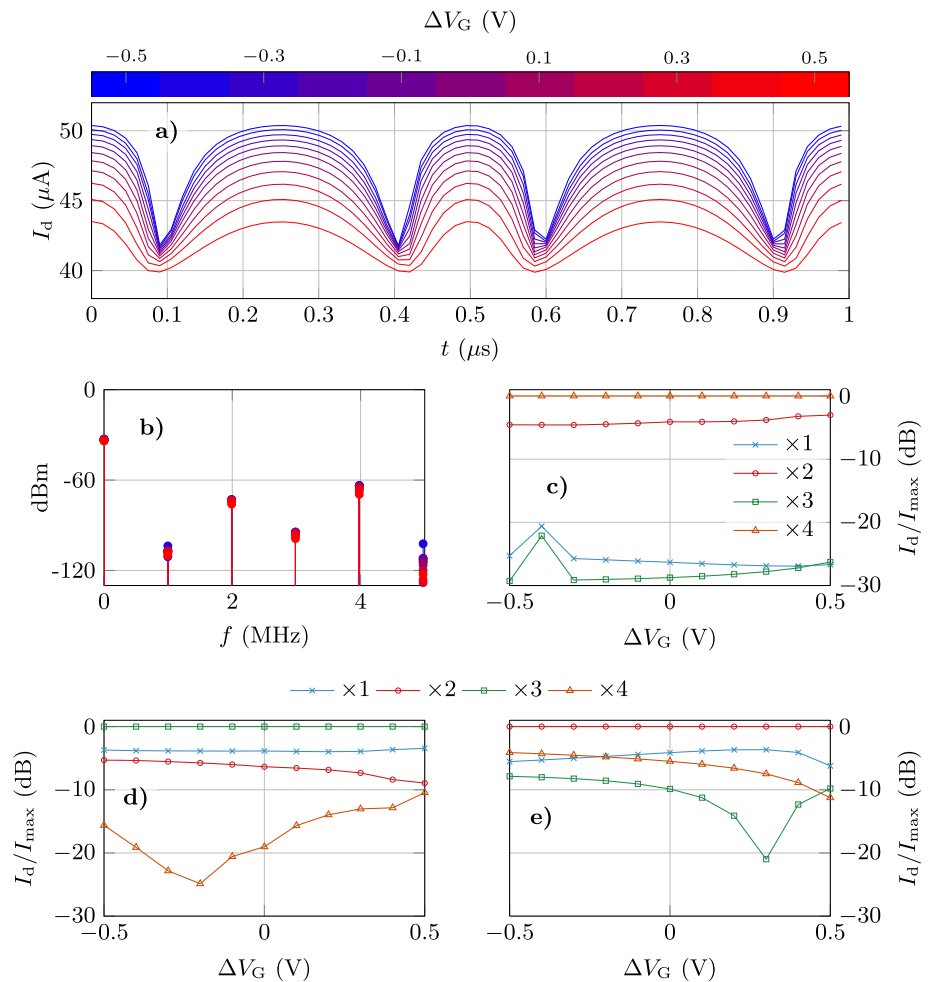 ΔV_G (V)
−0.5 −0.3 −0.1 0.1 0.3 0.5
a)
50
45
40
I_d (μA)
0 0.1 0.2 0.3 0.4 0.5 0.6 0.7 0.8 0.9 1
t (μs)
b)
0
-60
-120
dBm
0 2 4
f (MHz)
c)
×1
×2
×3
×4
0
−10
−20
−30
I_d/I_max (dB)
−0.5 0 0.5
ΔV_G (V)
×1 ×2 ×3 ×4
d)
0
−10
−20
−30
I_d/I_max (dB)
−0.5 0 0.5
ΔV_G (V)
e)
0
−10
−20
−30
I_d/I_max (dB)
−0.5 0 0.5
ΔV_G (V)